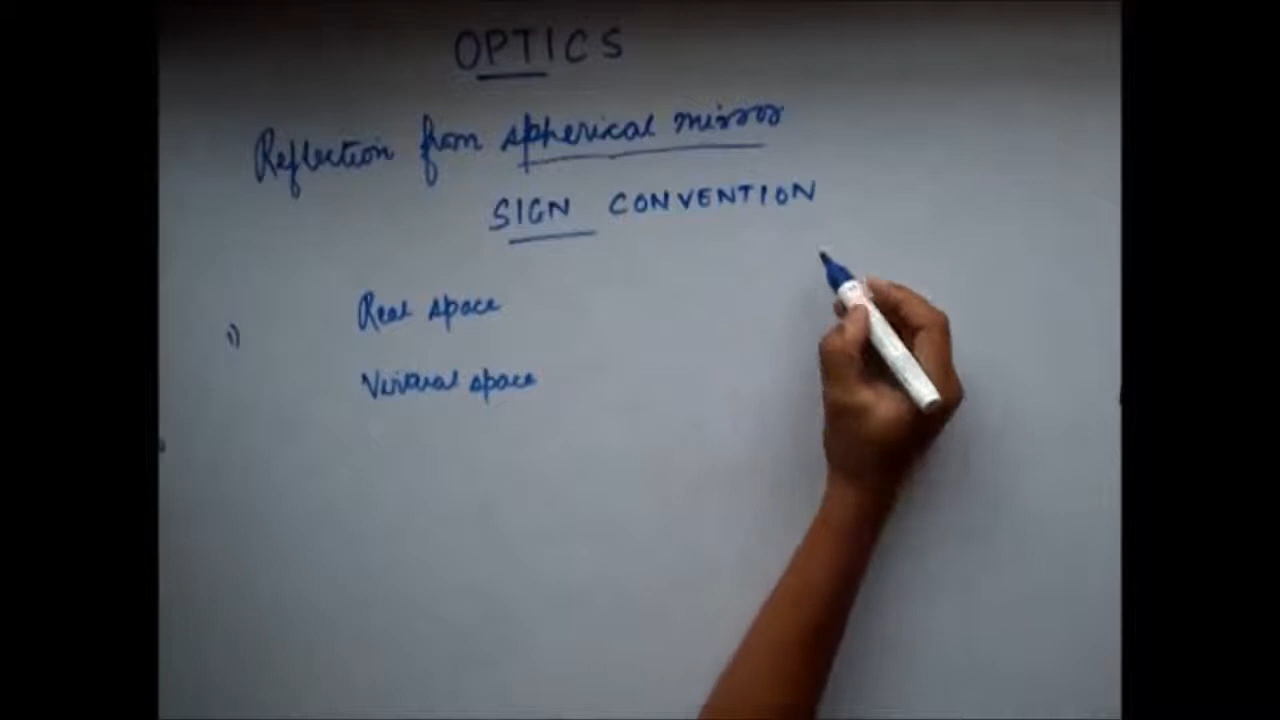 OPTICS
Reflection from spherical mirror
SIGN CONVENTION
1) Real space
Virtual space